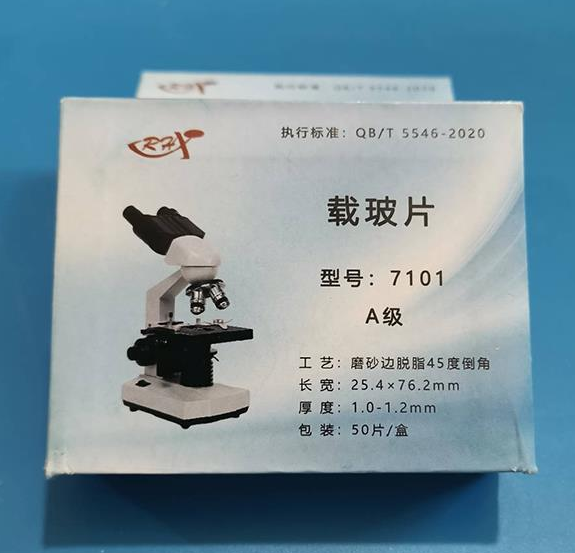 执行标准：QB/T 5546-2020
RH
载玻片
型号：7101
A级
工艺：磨砂边脱脂45度倒角
长宽：25.4×76.2mm
厚度：1.0-1.2mm
包装：50片/盒